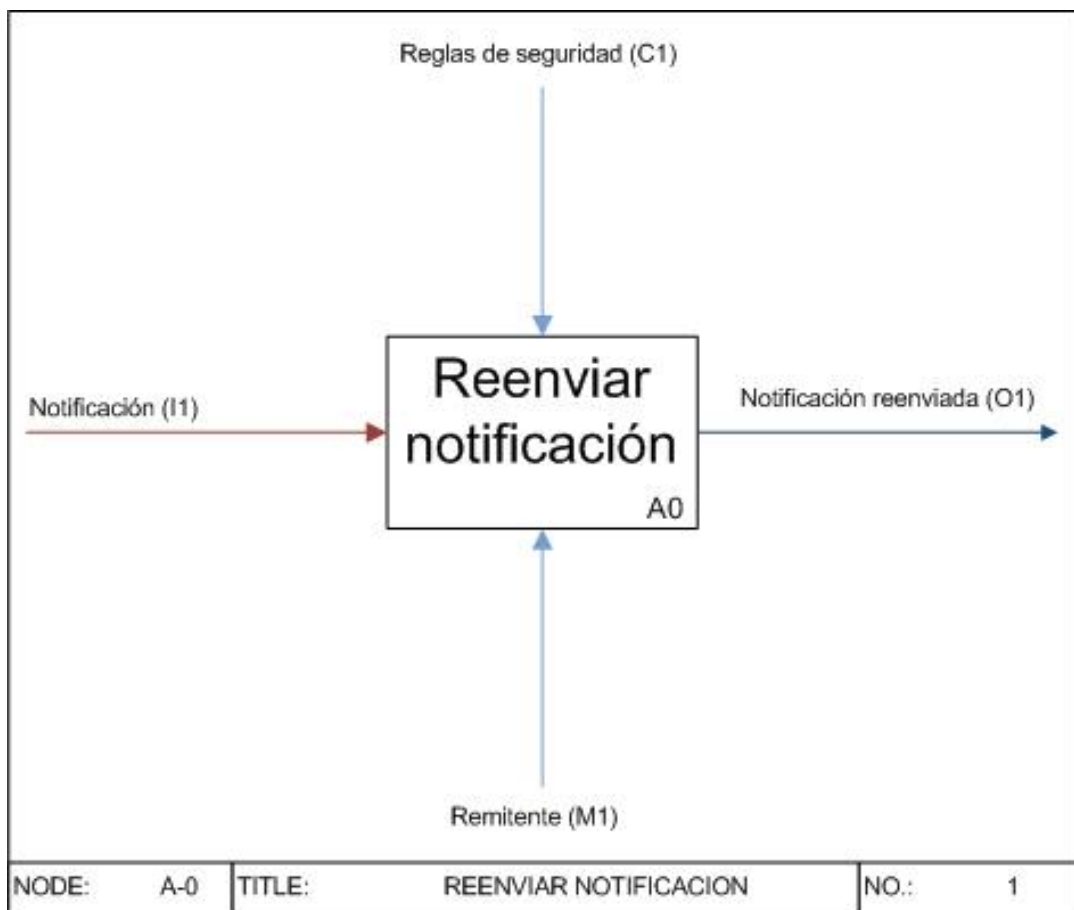 Reglas de seguridad (C1)
Reenviar
notificación
A0
Notificación (I1)
Notificación reenviada (O1)
Remitente (M1)
NODE: A-0 TITLE: REENVIAR NOTIFICACION NO.: 1